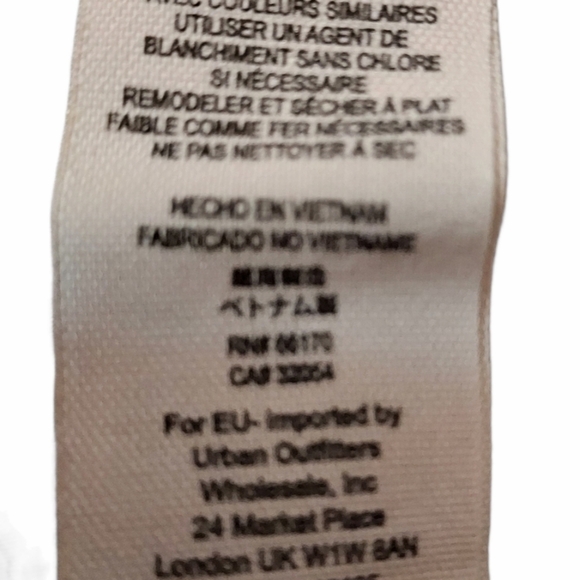 AVEC COULEURS SIMILAIRES
UTILISER UN AGENT DE
BLANCHIMENT SANS CHLORE
SI NÉCESSAIRE
REMODELER ET SÉCHER À PLAT
FAIBLE COMME FER NÉCESSAIRES
NE PAS NETTOYER À SEC
HECHO EN VIETNAM
FABRICADO NO VIETNAME
越南製造
ベトナム製
RN# 66170
CA# 32054
For EU- imported by
Urban Outfitters
Wholesale, Inc
24 Market Place
London UK W1W 8AN